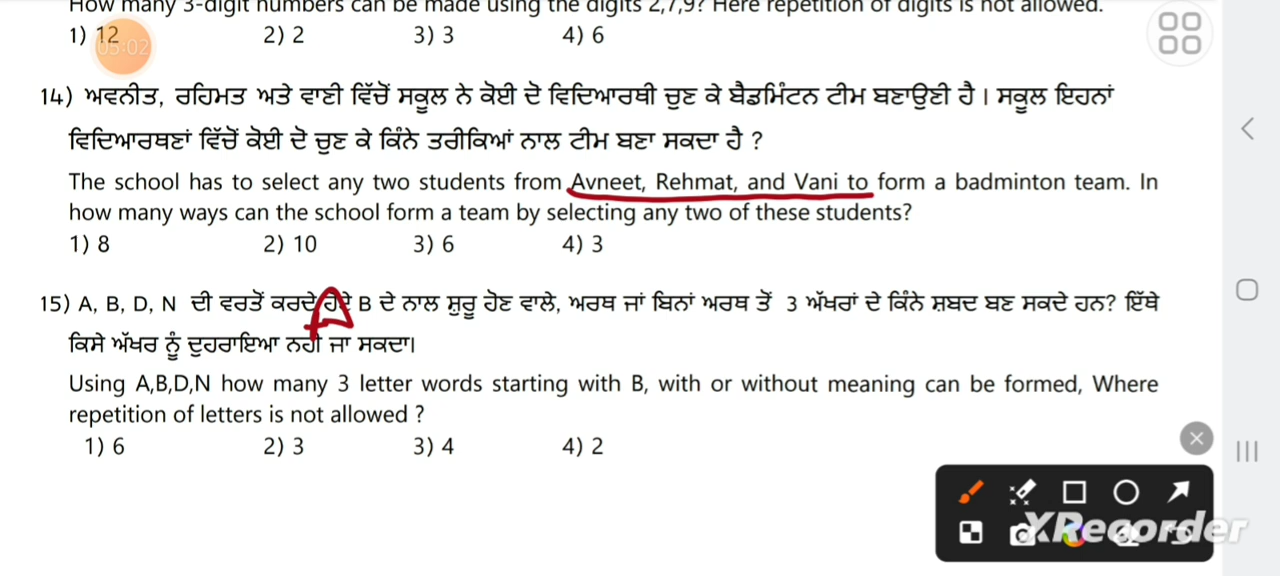 How many 3-digit numbers can be made using the digits 2,7,9? Here repetition of digits is not allowed.
1) 12 2) 2 3) 3 4) 6
05:02
14) ਅਵਨੀਤ, ਰਹਿਮਤ ਅਤੇ ਵਾਣੀ ਵਿੱਚੋਂ ਸਕੂਲ ਨੇ ਕੋਈ ਦੋ ਵਿਦਿਆਰਥੀ ਚੁਣ ਕੇ ਬੈਡਮਿੰਟਨ ਟੀਮ ਬਣਾਉਣੀ ਹੈ। ਸਕੂਲ ਇਹਨਾਂ
ਵਿਦਿਆਰਥਣਾਂ ਵਿੱਚੋਂ ਕੋਈ ਦੋ ਚੁਣ ਕੇ ਕਿੰਨੇ ਤਰੀਕਿਆਂ ਨਾਲ ਟੀਮ ਬਣਾ ਸਕਦਾ ਹੈ ?
The school has to select any two students from Avneet, Rehmat, and Vani to form a badminton team. In
how many ways can the school form a team by selecting any two of these students?
1) 8 2) 10 3) 6 4) 3
15) A, B, D, N ਦੀ ਵਰਤੋਂ ਕਰਦੇ A B ਦੇ ਨਾਲ ਸ਼ੁਰੂ ਹੋਣ ਵਾਲੇ, ਅਰਥ ਜਾਂ ਬਿਨਾਂ ਅਰਥ ਤੋਂ 3 ਅੱਖਰਾਂ ਦੇ ਕਿੰਨੇ ਸ਼ਬਦ ਬਣ ਸਕਦੇ ਹਨ? ਇੱਥੇ
ਕਿਸੇ ਅੱਖਰ ਨੂੰ ਦੁਹਰਾਇਆ ਨਹੀਂ ਜਾ ਸਕਦਾ।
Using A,B,D,N how many 3 letter words starting with B, with or without meaning can be formed, Where
repetition of letters is not allowed ?
1) 6 2) 3 3) 4 4) 2
XRecorder